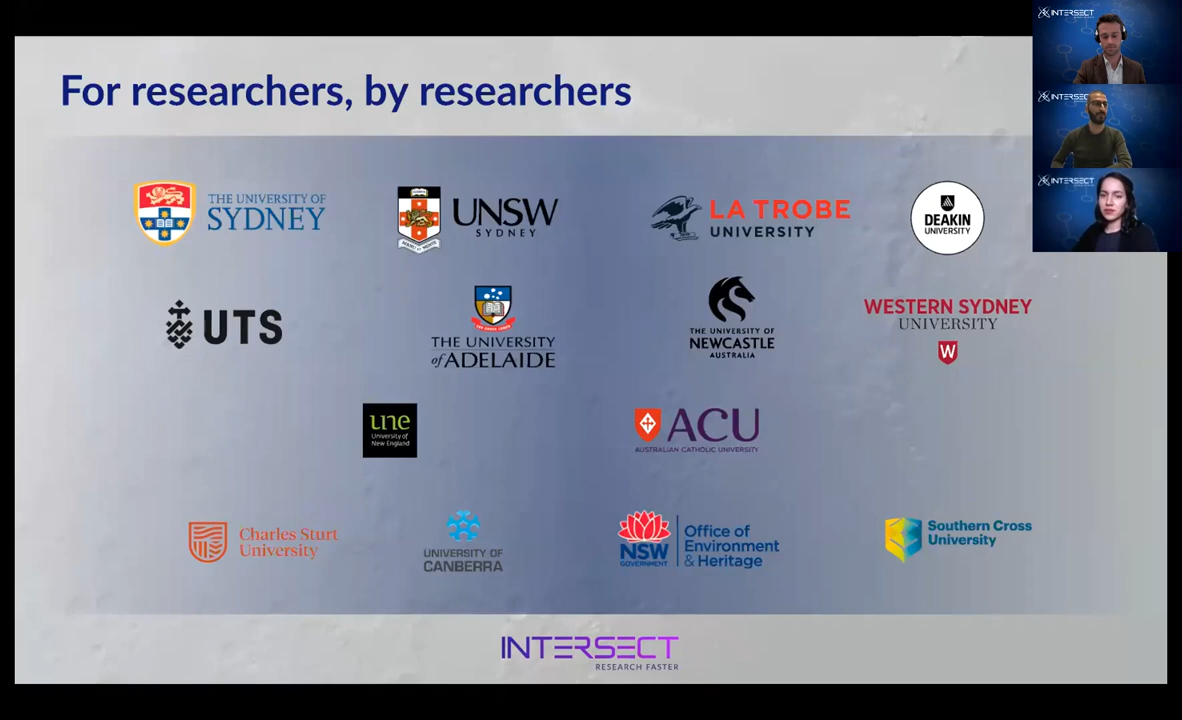 For researchers, by researchers
INTERSECT
INTERSECT
INTERSECT
THE UNIVERSITY OF
SYDNEY
UNSW
SYDNEY
LA TROBE
UNIVERSITY
DEAKIN
UNIVERSITY
UTS
THE UNIVERSITY
of ADELAIDE
THE UNIVERSITY OF
NEWCASTLE
AUSTRALIA
WESTERN SYDNEY
UNIVERSITY
W
une
University of
New England
ACU
AUSTRALIAN CATHOLIC UNIVERSITY
Charles Sturt
University
UNIVERSITY OF
CANBERRA
NSW
GOVERNMENT
Office of
Environment
& Heritage
Southern Cross
University
INTERSECT
RESEARCH FASTER